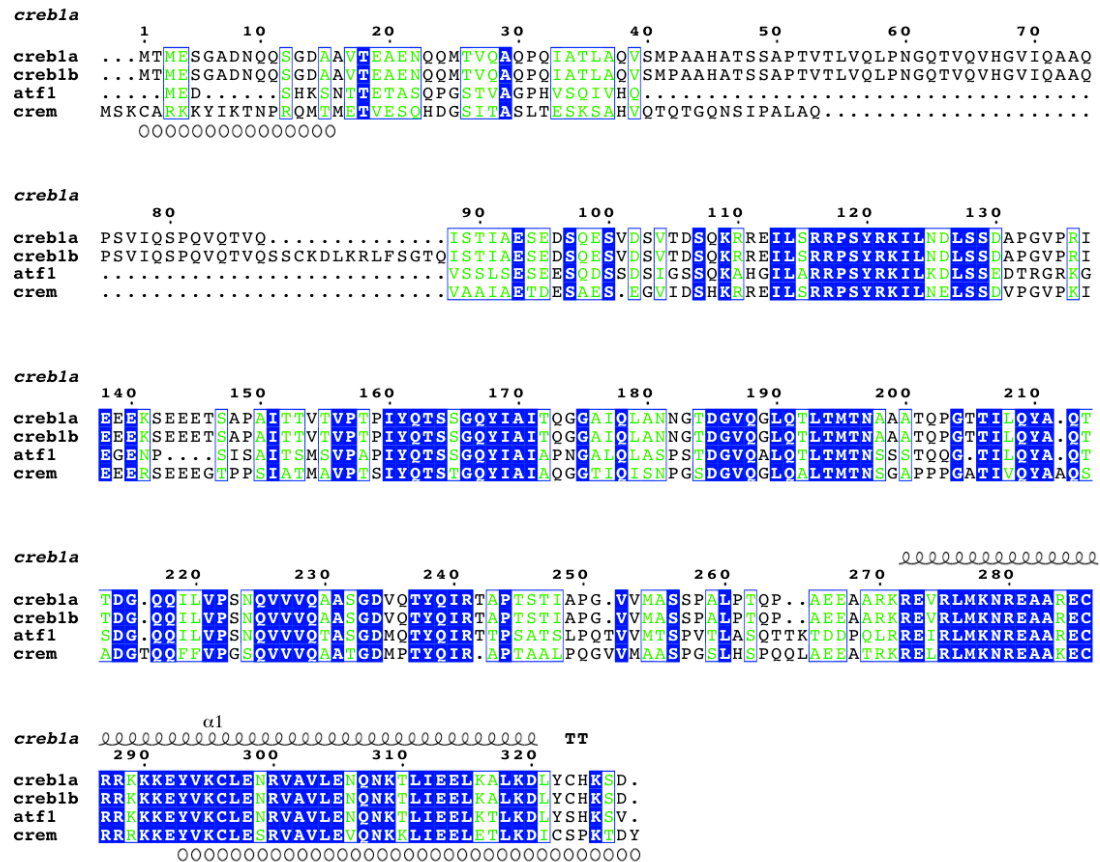 creb1a
1 10 20 30 40 50 60 70
creb1a ...MTMESGADNQQSGDAAVTEAENQQMTVQAQPQIATLAQVSMPAAHATSSAPTVTLVQLPNGQTVQVHGVIQAAQ
creb1b ...MTMESGADNQQSGDAAVTEAENQQMTVQAQPQIATLAQVSMPAAHATSSAPTVTLVQLPNGQTVQVHGVIQAAQ
atf1 .....MED......SHKSNTTETASQPGSTVAGPHVSQIVHQ...................................
crem MSKCARKKYIKTNPRQMTMETVESQHDGSITASLTESKSAHVQTQTGQNSIPALAQ.....................
creb1a
80 90 100 110 120 130
creb1a PSVIQSPQVQTVQ..............ISTIAESEDSQESVDSVTDSQKRREILSRRPSYRKILNDLSSDAPGVPRI
creb1b PSVIQSPQVQTVQSSCKDLKRLFSGTQISTIAESEDSQESVDSVTDSQKRREILSRRPSYRKILNDLSSDAPGVPRI
atf1 ...........................VSSLSESEESQDSSDSIGSSQKAHGILARRPSYRKILKDLSSEDTRGRKG
crem ...........................VAAIAETDESAES.EGVIDSHKRREILSRRPSYRKILNELSSDVPGVPKI
creb1a
140 150 160 170 180 190 200 210
creb1a EEEKSEEETSAPAITTVTVPTPIYQTSSGQYIAITQGGAIQLANNGTDGVQGLQTLTMTNAAATQPGTTILQYA.QT
creb1b EEEKSEEETSAPAITTVTVPTPIYQTSSGQYIAITQGGAIQLANNGTDGVQGLQTLTMTNAAATQPGTTILQYA.QT
atf1 EGENP....SISAITSMSVPAPIYQTSSGQYIAIAPNGALQLASPSTDGVQALQTLTMTNSSSTQQG.TILQYA.QT
crem EEERSEEEGTPPSIATMAVPTSIYQTSTGQYIAIAQGGTIQISNPGSDGVQGLQALTMTNSGAPPPGATIVQYAAQS
creb1a
220 230 240 250 260 270 280
creb1a TDG.QQILVPSNQVVVQAASGDVQTYQIRTAPTSTIAPG.VVMASSPALPTQP..AEEAARKREVRLMKNREAAREC
creb1b TDG.QQILVPSNQVVVQAASGDVQTYQIRTAPTSTIAPG.VVMASSPALPTQP..AEEAARKREVRLMKNREAAREC
atf1 SDG.QQILVPSNQVVVQTASGDMQTYQIRTTPSATSLPQTVVMTSPVTLASQTTKTDDPQLRREIRLMKNREAAREC
crem ADGTQQFFVPGSQVVVQAATGDMPTYQIR.APTAALPQGVVMAASPGSLHSPQQLAEEATRKRELRLMKNREAAKEC
α1
creb1a TT
290 300 310 320
creb1a RRKKKEYVKCLENRVAVLENQNKTLIEELKALKDLYCHKSD.
creb1b RRKKKEYVKCLENRVAVLENQNKTLIEELKALKDLYCHKSD.
atf1 RRKKKEYVKCLENRVAVLENQNKTLIEELKTLKDLYSHKSV.
crem RRRKKEYVKCLESRVAVLEVQNKKLIEELETLKDICSPKTDY